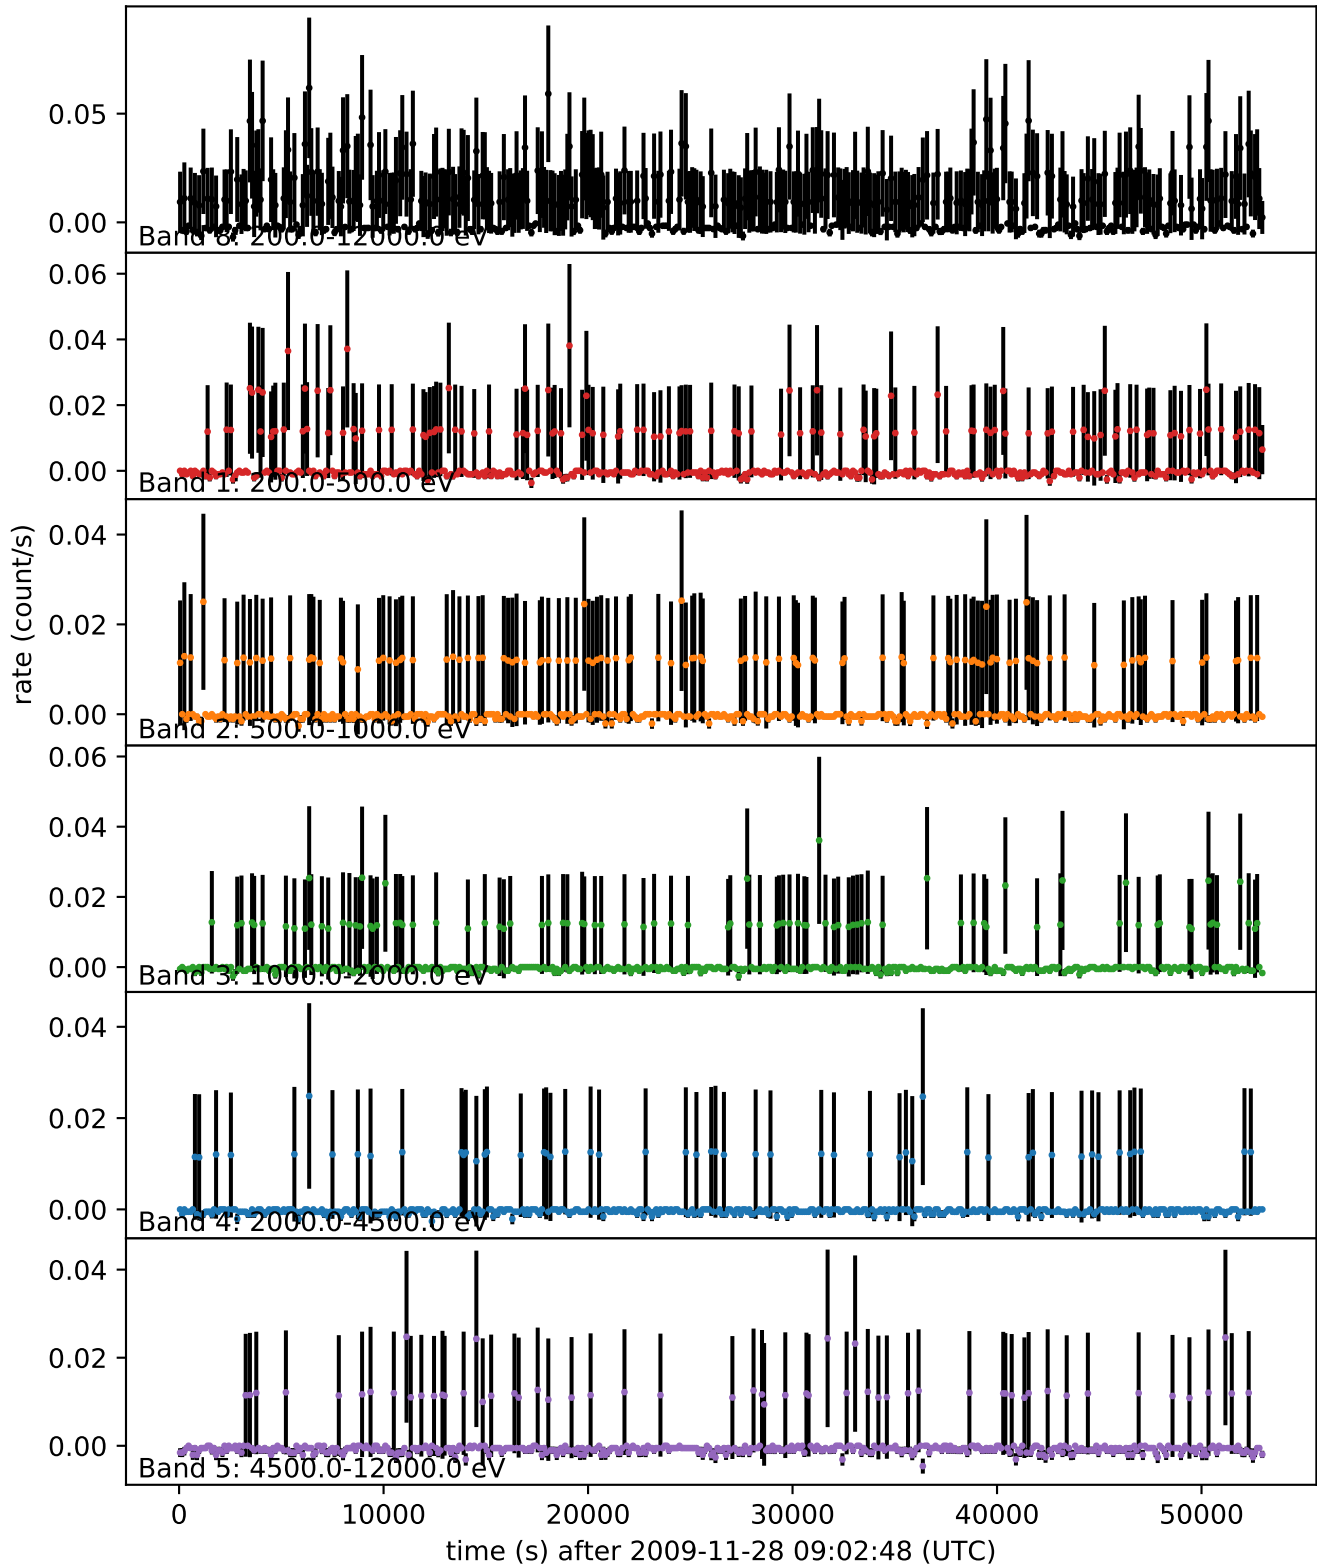 0.05
0.00
Band 8: 200.0-12000.0 eV
0.06
0.04
0.02
0.00
Band 1: 200.0-500.0 eV
0.04
0.02
0.00
Band 2: 500.0-1000.0 eV
rate (count/s)
0.06
0.04
0.02
0.00
Band 3: 1000.0-2000.0 eV
0.04
0.02
0.00
Band 4: 2000.0-4500.0 eV
0.04
0.02
0.00
Band 5: 4500.0-12000.0 eV
0 10000 20000 30000 40000 50000
time (s) after 2009-11-28 09:02:48 (UTC)